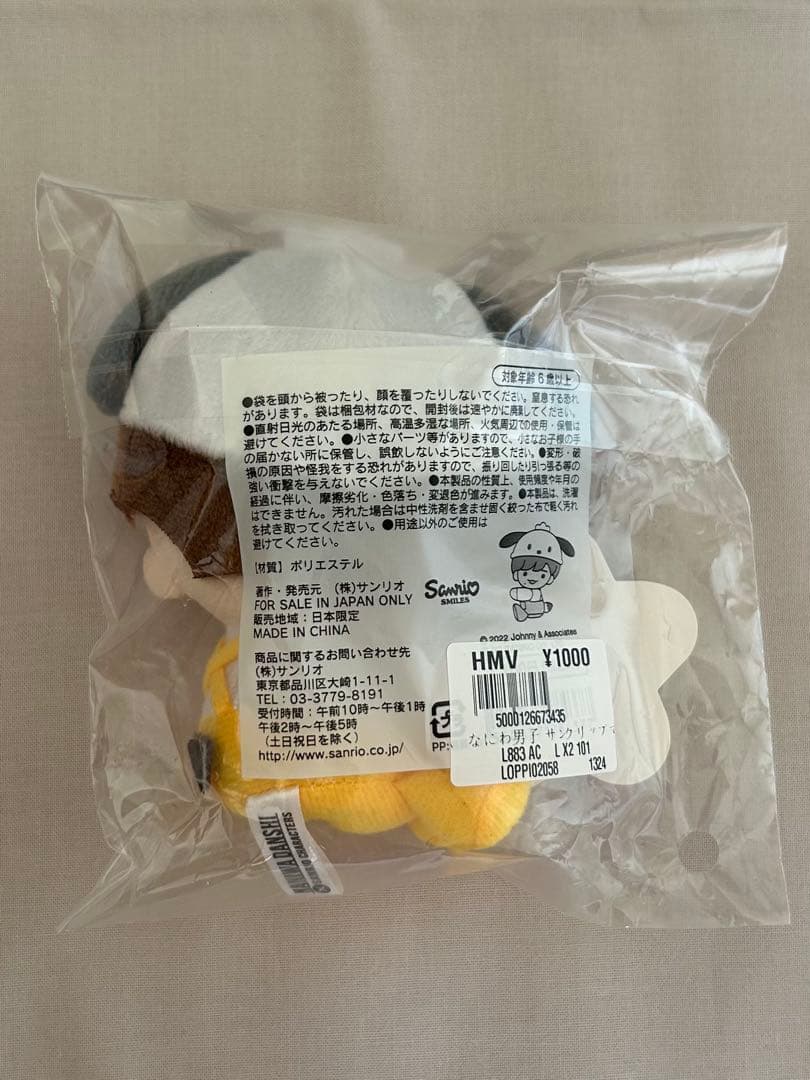 対象年齢6歳以上
●袋を頭から被ったり、顔を覆ったりしないでください。窒息する恐れ
があります。袋は梱包材なので、開封後は速やかに廃棄してください。
●直射日光のあたる場所、高温多湿な場所、火気周辺での使用・保管は
避けてください。●小さなパーツ等がありますので、小さなお子様の手
の届かない所に保管し、誤飲しないようにご注意ください。●変形・破
損の原因や怪我をする恐れがありますので、振り回したり引っ張る等の
強い衝撃を与えないでください。●本製品の性質上、使用頻度や年月の
経過に伴い、摩擦劣化・色落ち・変退色が進みます。●本製品は、洗濯
はできません。汚れた場合は中性洗剤を含ませ固く絞った布で軽く汚れ
を拭き取ってください。●用途以外のご使用は
避けてください。
【材質】ポリエステル
著作・発売元 (株)サンリオ
FOR SALE IN JAPAN ONLY
販売地域:日本限定
MADE IN CHINA
Sanrio
SMILES
© 2022 Johnny & Associates
商品に関するお問い合わせ先
(株)サンリオ
東京都品川区大崎1-11-1
TEL:03-3779-8191
受付時間:午前10時~午後1時
午後2時~午後5時
(土日祝日を除く)
http://www.sanrio.co.jp/
HMV ¥1000
5000126673435
なにわ男子 サンクリップマ
L883 AC L X2 101
LOPPI02058 1324
NANIWA DANSHI
SANRIO CHARACTERS